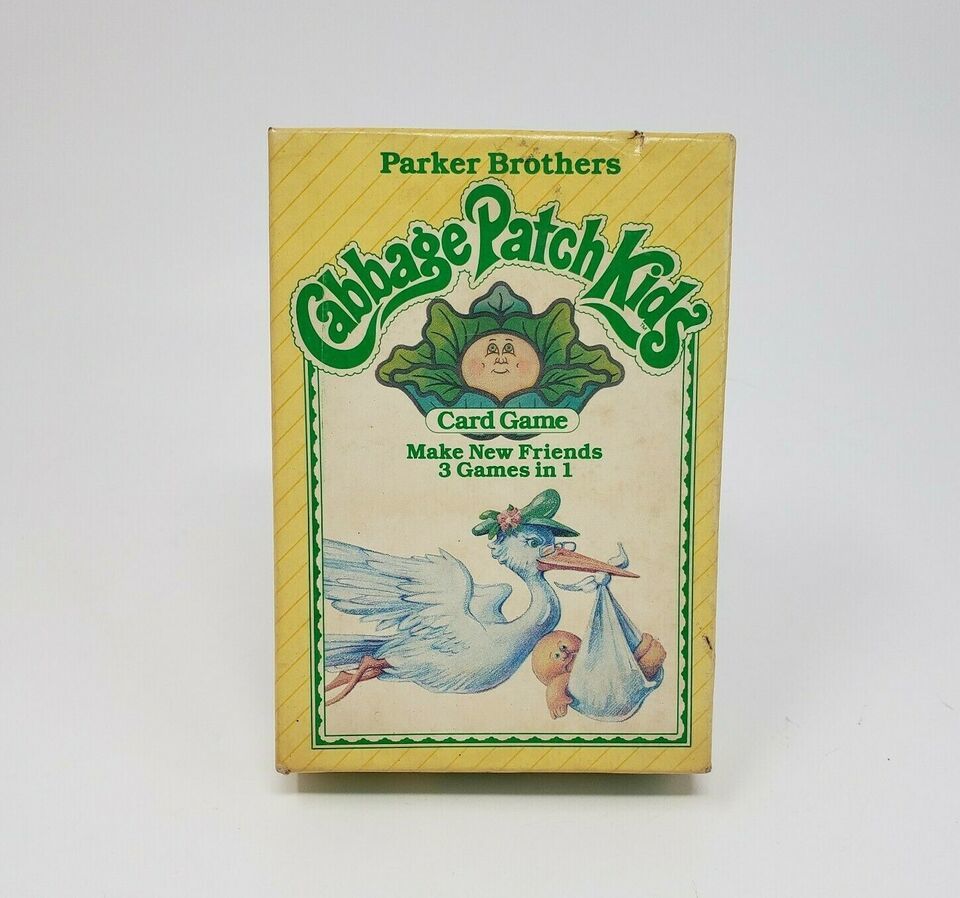 Parker Brothers
Cabbage Patch Kids
Card Game
Make New Friends
3 Games in 1